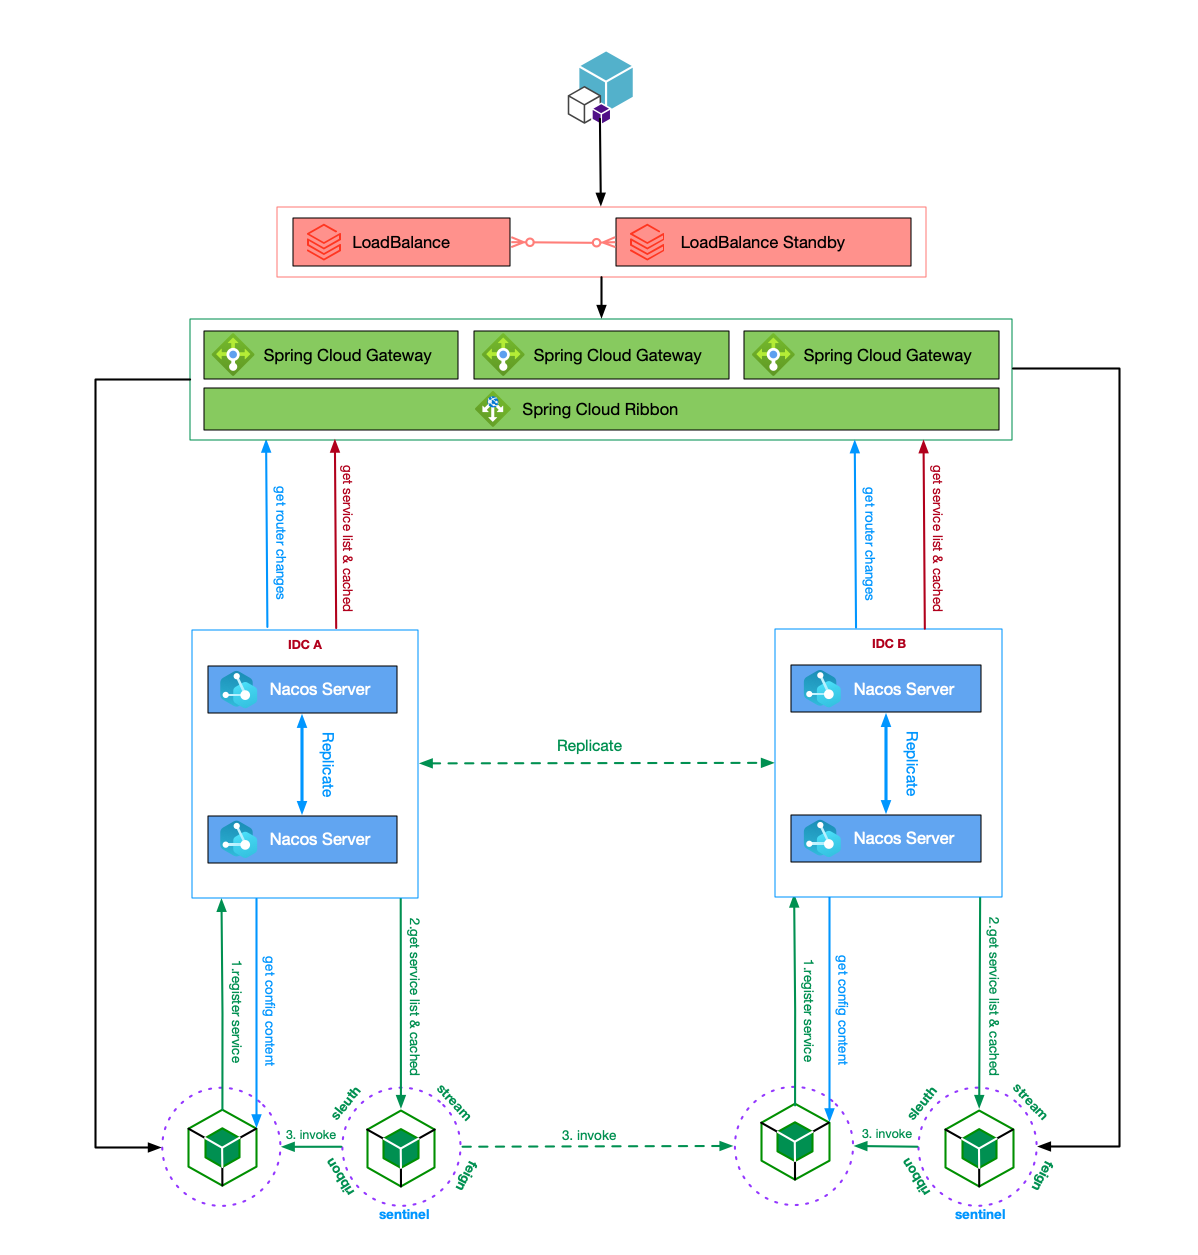 LoadBalance
LoadBalance Standby
Spring Cloud Gateway
Spring Cloud Gateway
Spring Cloud Gateway
Spring Cloud Ribbon
get router changes
get service list & cached
get router changes
get service list & cached
IDC A
Nacos Server
Replicate
Nacos Server
Replicate
IDC B
Nacos Server
Replicate
Nacos Server
1.register service
get config content
2.get service list & cached
1.register service
get config content
2.get service list & cached
3. invoke
sleuth
stream
ribbon
feign
sentinel
3. invoke
3. invoke
sleuth
stream
ribbon
feign
sentinel